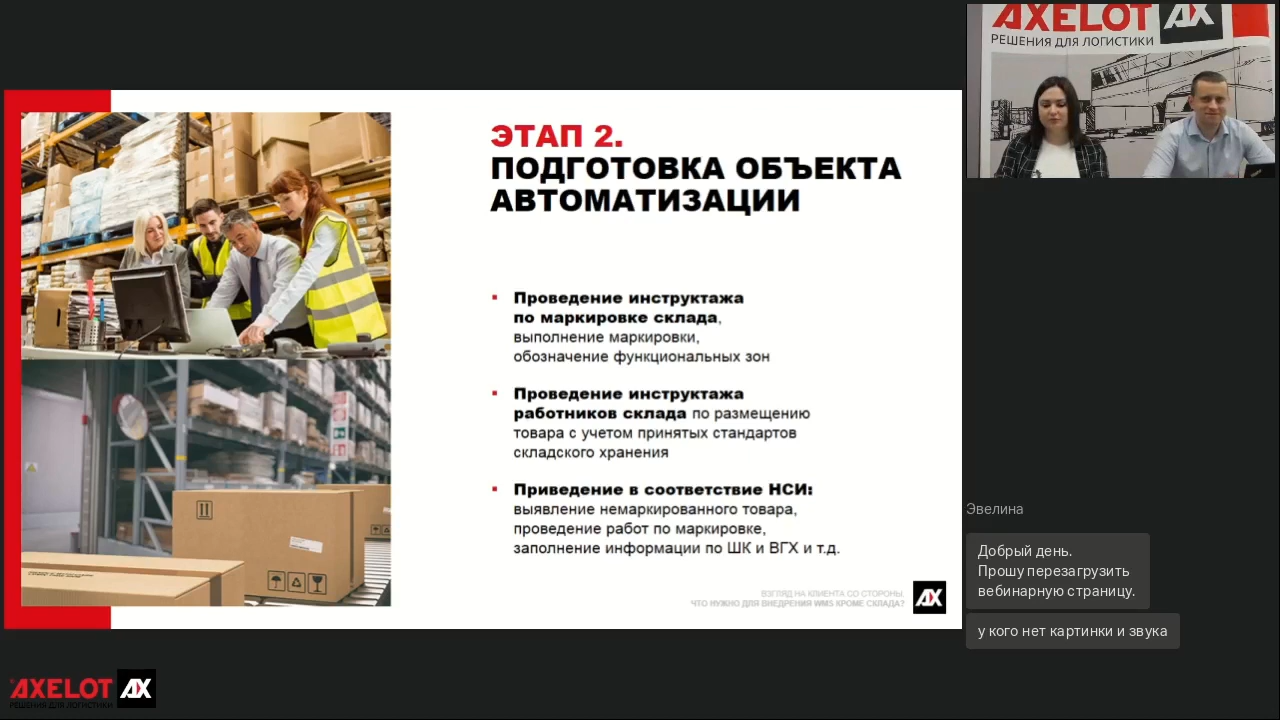 ЭТАП 2.
ПОДГОТОВКА ОБЪЕКТА
АВТОМАТИЗАЦИИ
Проведение инструктажа
по маркировке склада,
выполнение маркировки,
обозначение функциональных зон
Проведение инструктажа
работников склада по размещению
товара с учетом принятых стандартов
складского хранения
Приведение в соответствие НСИ:
выявление немаркированного товара,
проведение работ по маркировке,
заполнение информации по ШК и ВГХ и т.д.
ВЗГЛЯД НА КЛИЕНТА СО СТОРОНЫ.
ЧТО НУЖНО ДЛЯ ВНЕДРЕНИЯ WMS КРОМЕ СКЛАДА?
AX
AXELOT AX
РЕШЕНИЯ ДЛЯ ЛОГИСТИКИ
Эвелина
Добрый день.
Прошу перезагрузить
вебинарную страницу.
у кого нет картинки и звука
AXELOT AX
РЕШЕНИЯ ДЛЯ ЛОГИСТИКИ